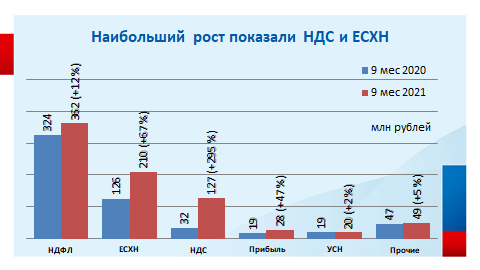 Наибольший рост показали НДС и ЕСХН
9 мес 2020
9 мес 2021
млн рублей
324
362 (+12%)
126
210 (+67%)
32
127 (+295 %)
19
28 (+47%)
19
20 (+2%)
47
49 (+5 %)
НДФЛ
ЕСХН
НДС
Прибыль
УСН
Прочие